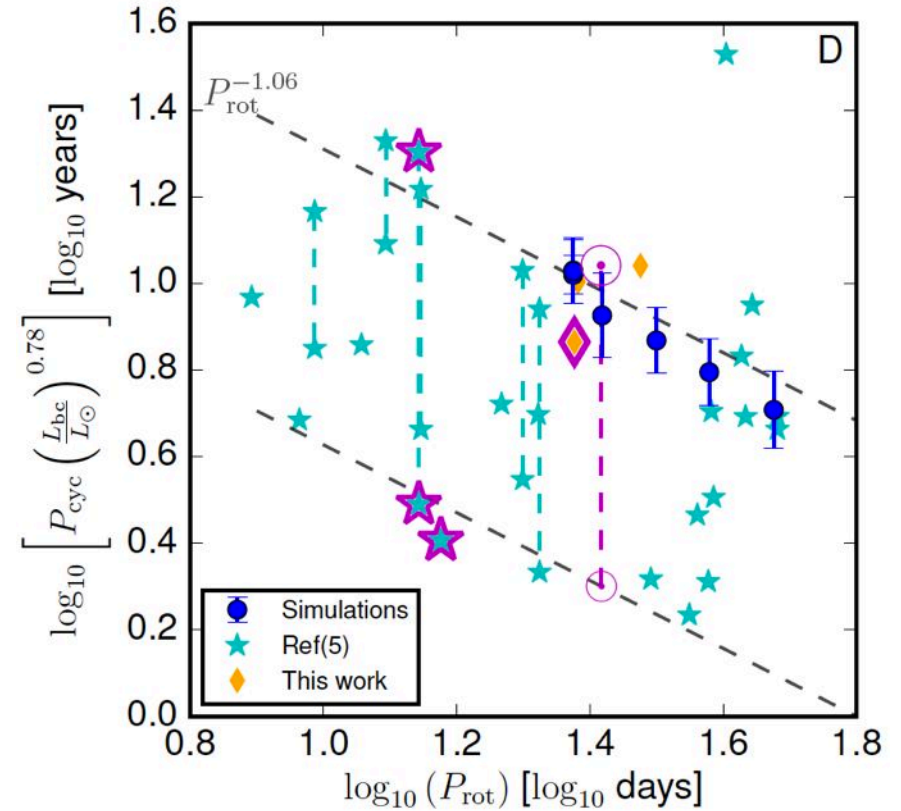 D
P_rot^-1.06
1.6
1.4
1.2
1.0
0.8
0.6
0.4
0.2
0.0
log₁₀ [ P_cyc ( L_bc / L_⊙ )^0.78 ] [log₁₀ years]
Simulations
Ref(5)
This work
0.8 1.0 1.2 1.4 1.6 1.8
log₁₀ (P_rot) [log₁₀ days]